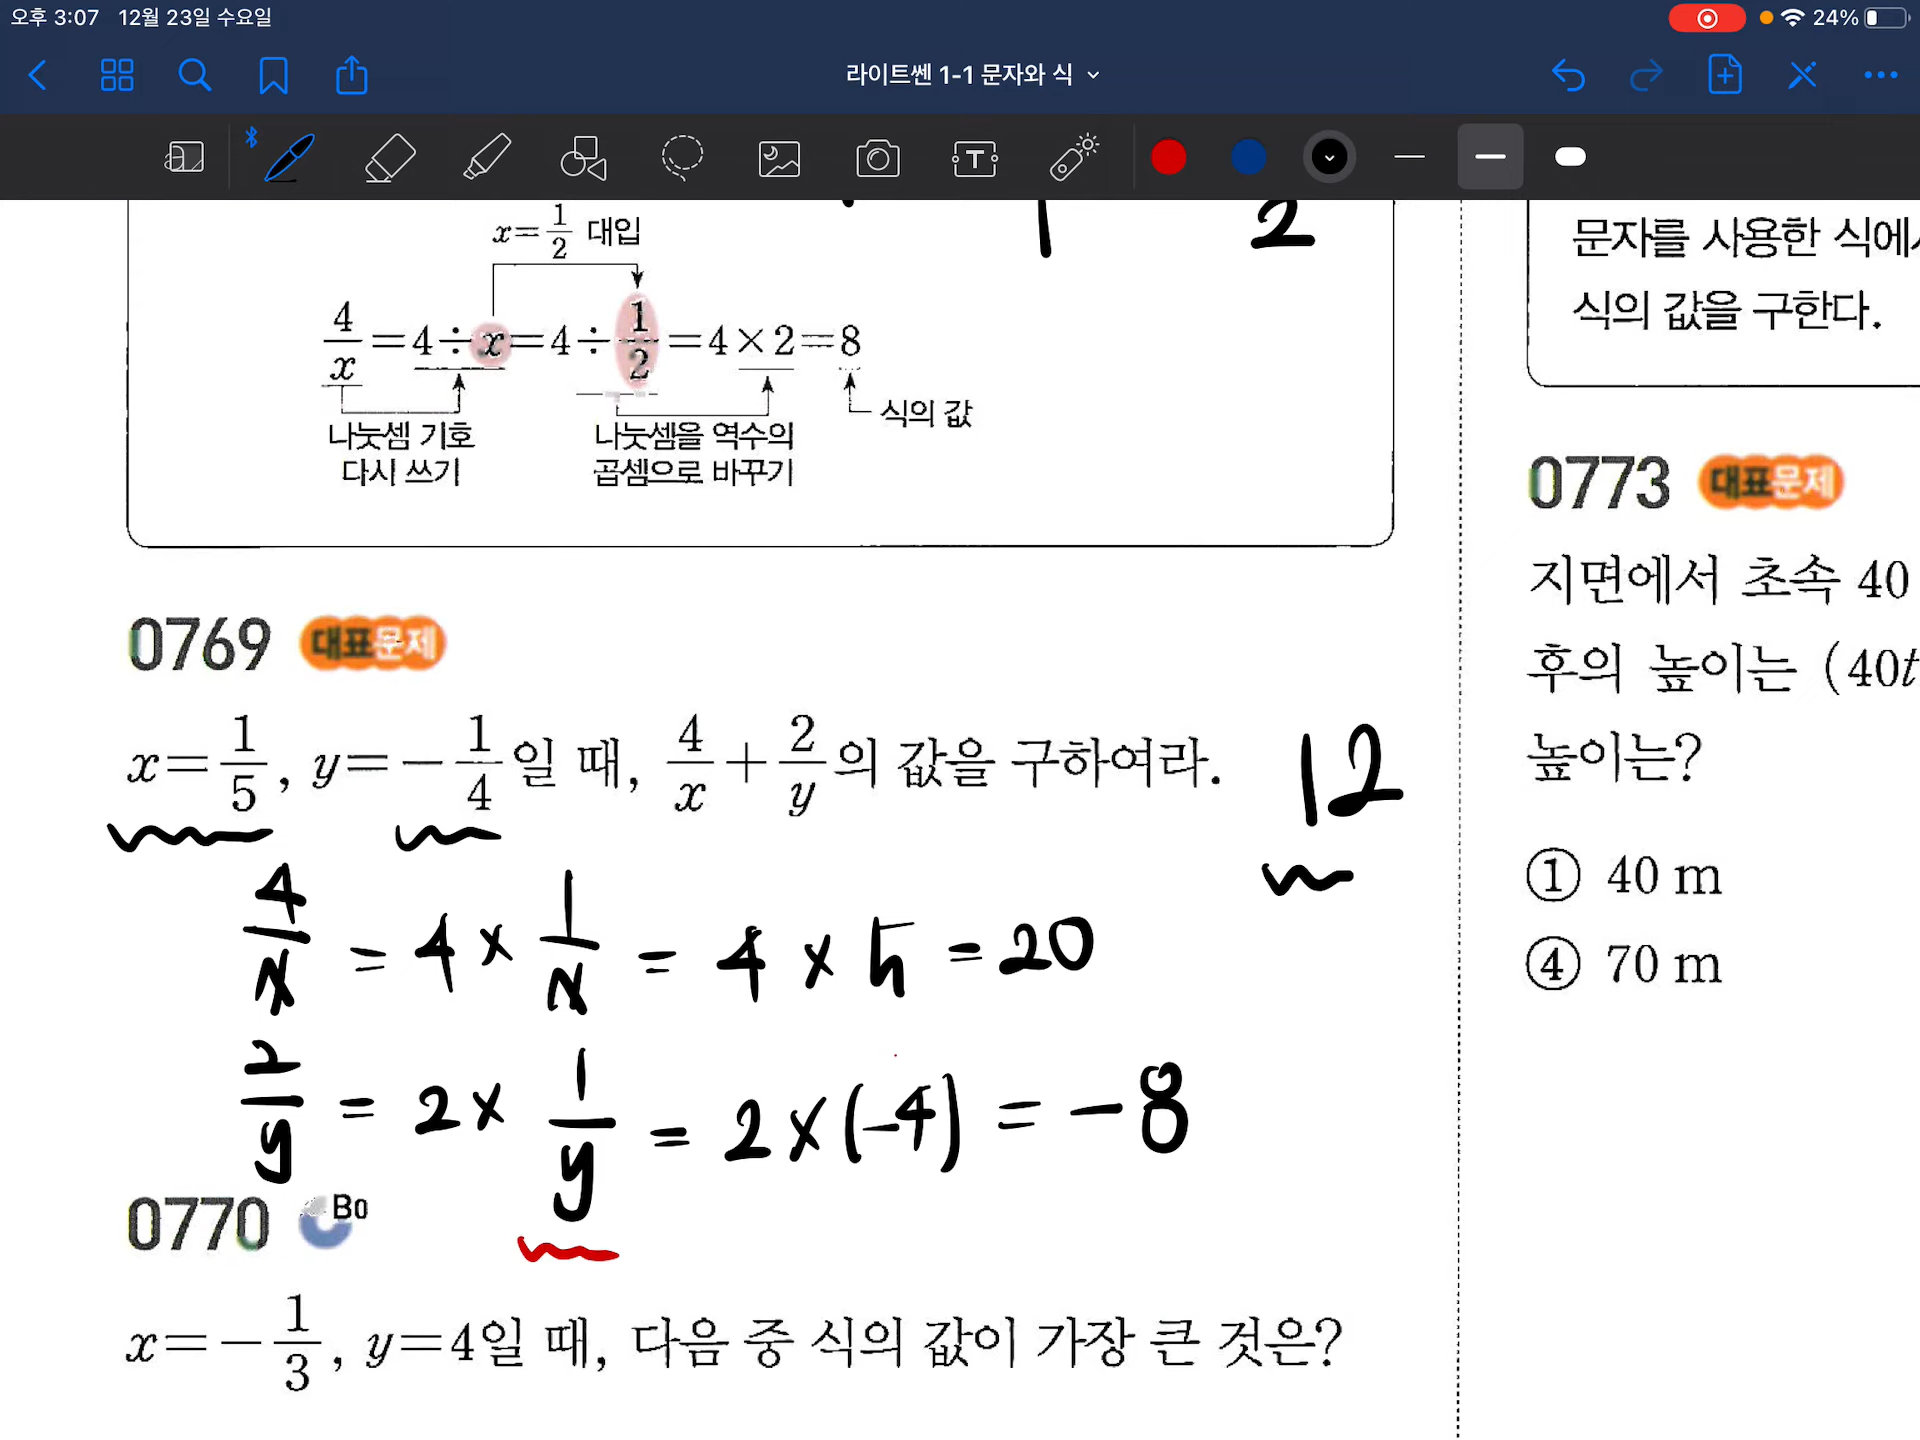 오후 3:07 12월 23일 수요일
24%
라이트쎈 1-1 문자와 식
x=1/2 대입
4/x=4÷x=4÷1/2=4×2=8
식의 값
나눗셈 기호
다시 쓰기
나눗셈을 역수의
곱셈으로 바꾸기
0769 대표문제
x=1/5, y=-1/4일 때, 4/x+2/y의 값을 구하여라.
12
4/x = 4 × 1/x = 4 × 5 = 20
2/y = 2 × 1/y = 2 × (-4) = -8
0770
x=-1/3, y=4일 때, 다음 중 식의 값이 가장 큰 것은?
문자를 사용한 식에
식의 값을 구한다.
0773 대표문제
지면에서 초속 40
후의 높이는 (40t
높이는?
① 40 m
④ 70 m